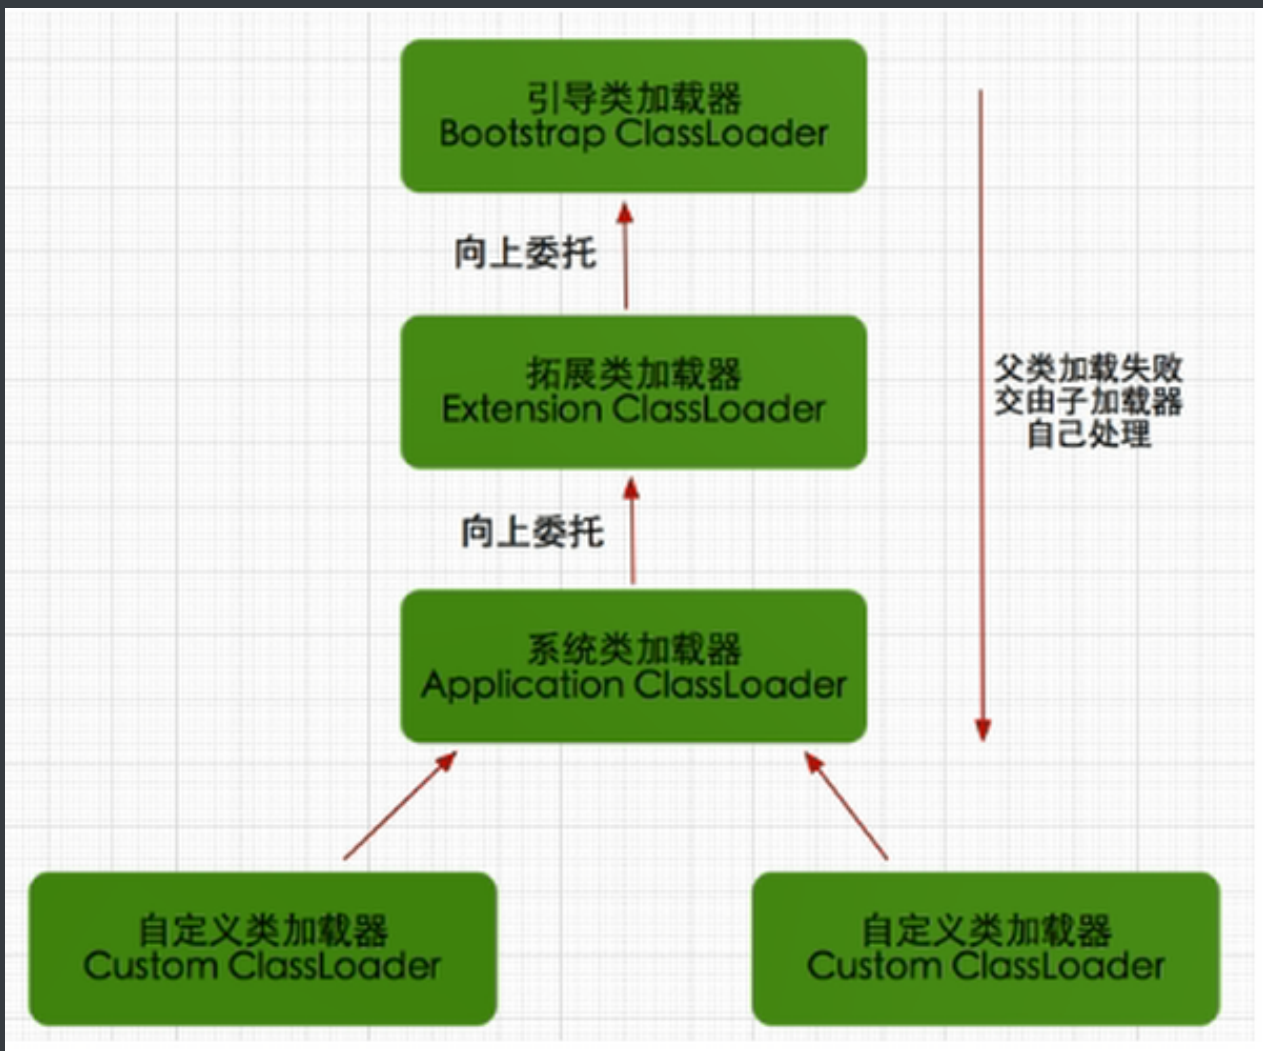 引导类加载器
Bootstrap ClassLoader
向上委托
拓展类加载器
Extension ClassLoader
父类加载失败
交由子加载器
自己处理
向上委托
系统类加载器
Application ClassLoader
自定义类加载器
Custom ClassLoader
自定义类加载器
Custom ClassLoader